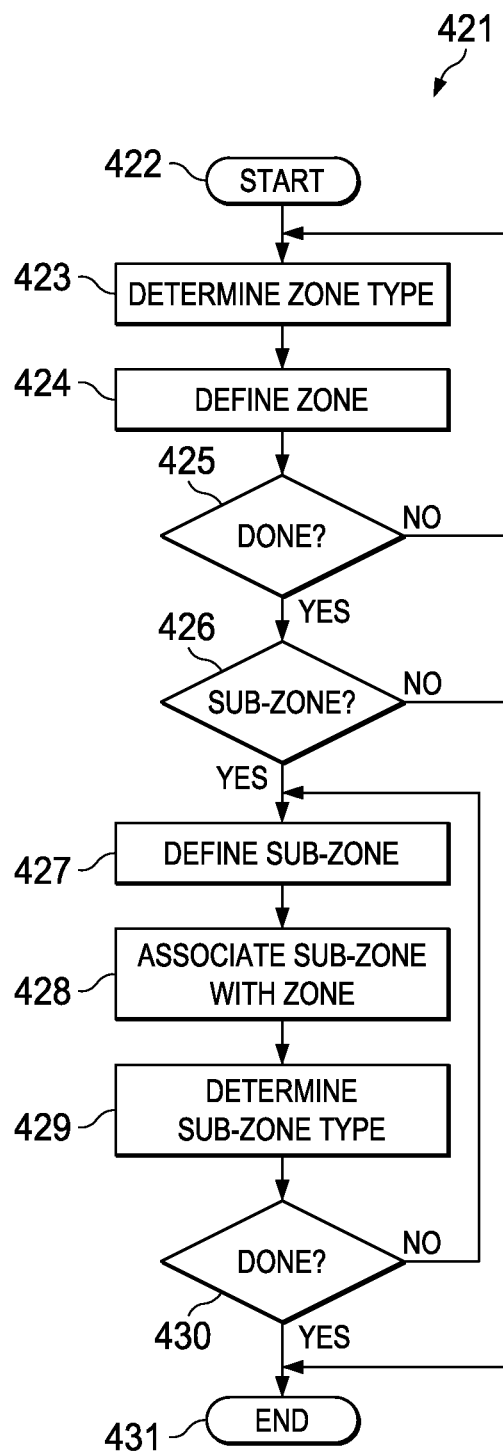 421
422
START
423
DETERMINE ZONE TYPE
424
DEFINE ZONE
425
DONE?
NO
YES
426
SUB-ZONE?
NO
YES
427
DEFINE SUB-ZONE
428
ASSOCIATE SUB-ZONE
WITH ZONE
429
DETERMINE
SUB-ZONE TYPE
DONE?
NO
430
YES
431
END